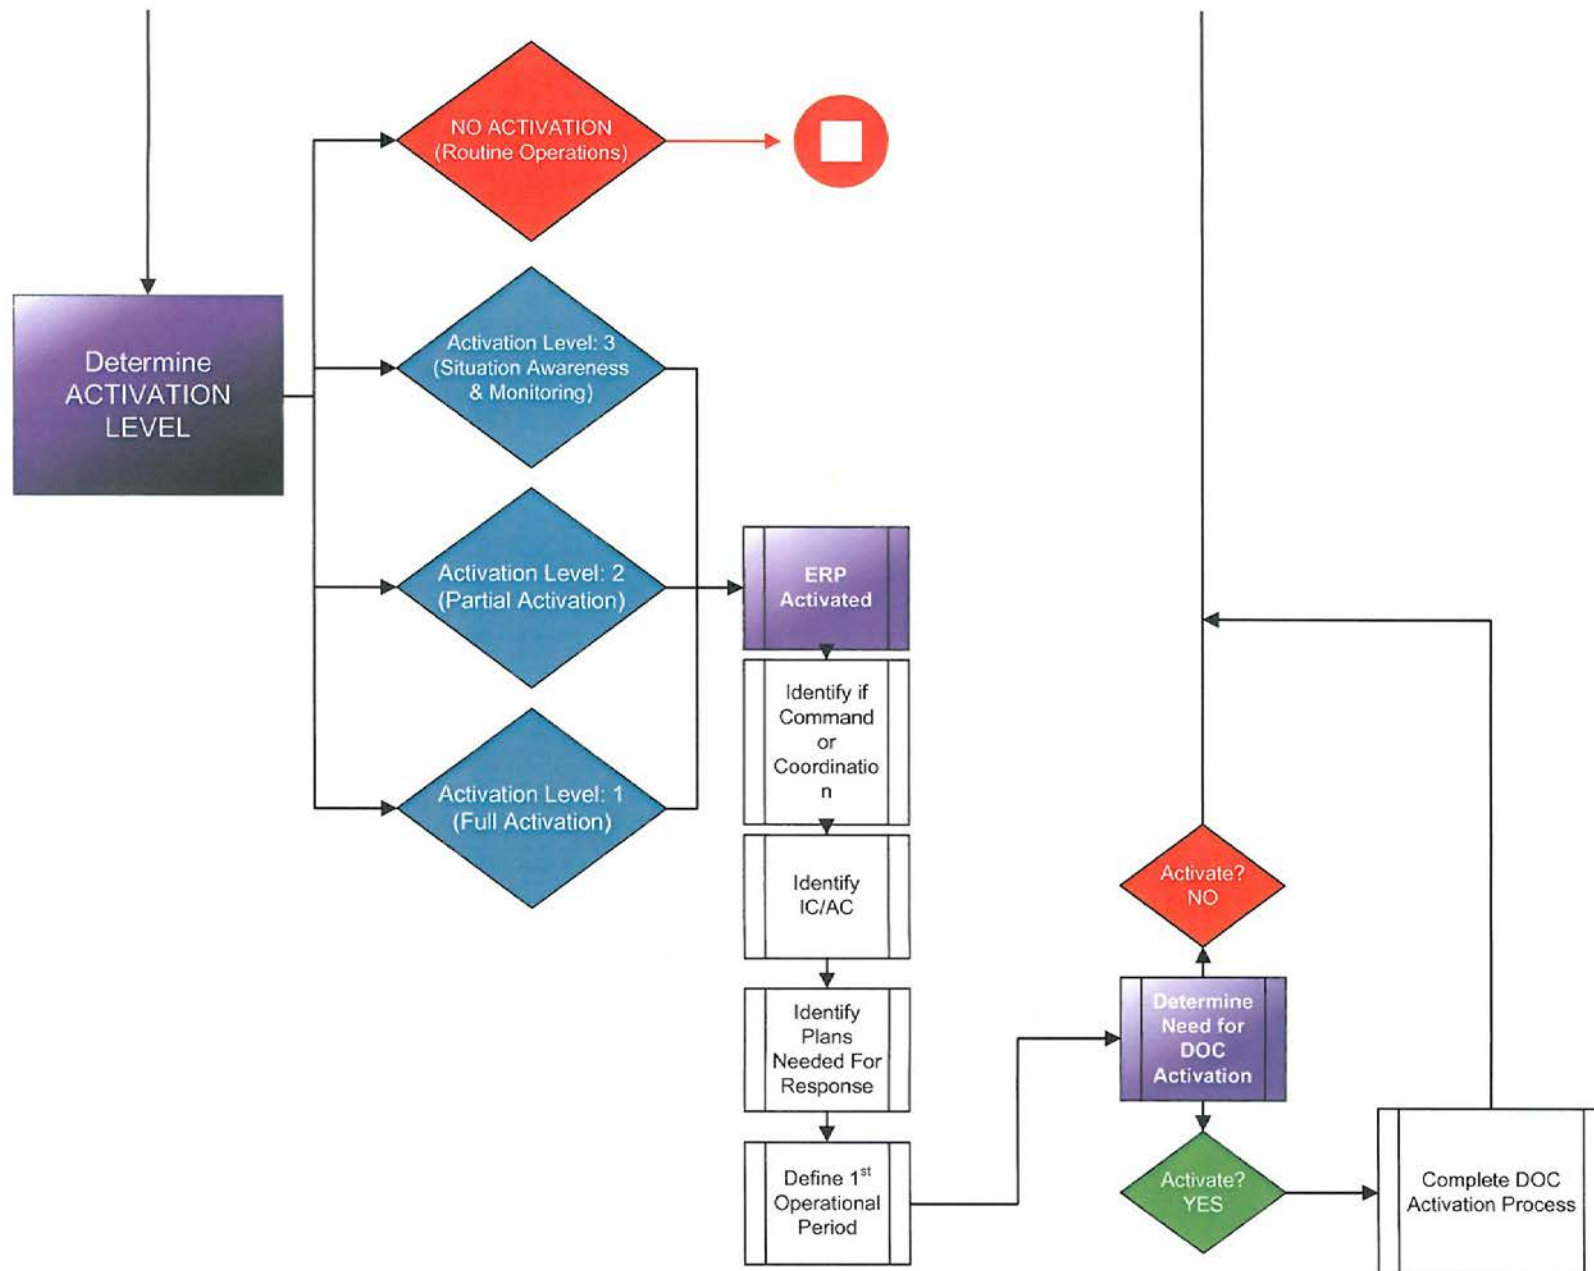 NO ACTIVATION
(Routine Operations)
Determine
ACTIVATION
LEVEL
Activation Level: 3
(Situation Awareness
& Monitoring)
Activation Level: 2
(Partial Activation)
Activation Level: 1
(Full Activation)
ERP
Activated
Identify if
Command
or
Coordinatio
n
Identify
IC/AC
Identify
Plans
Needed For
Response
Define 1st
Operational
Period
Activate?
NO
Determine
Need for
DOC
Activation
Activate?
YES
Complete DOC
Activation Process